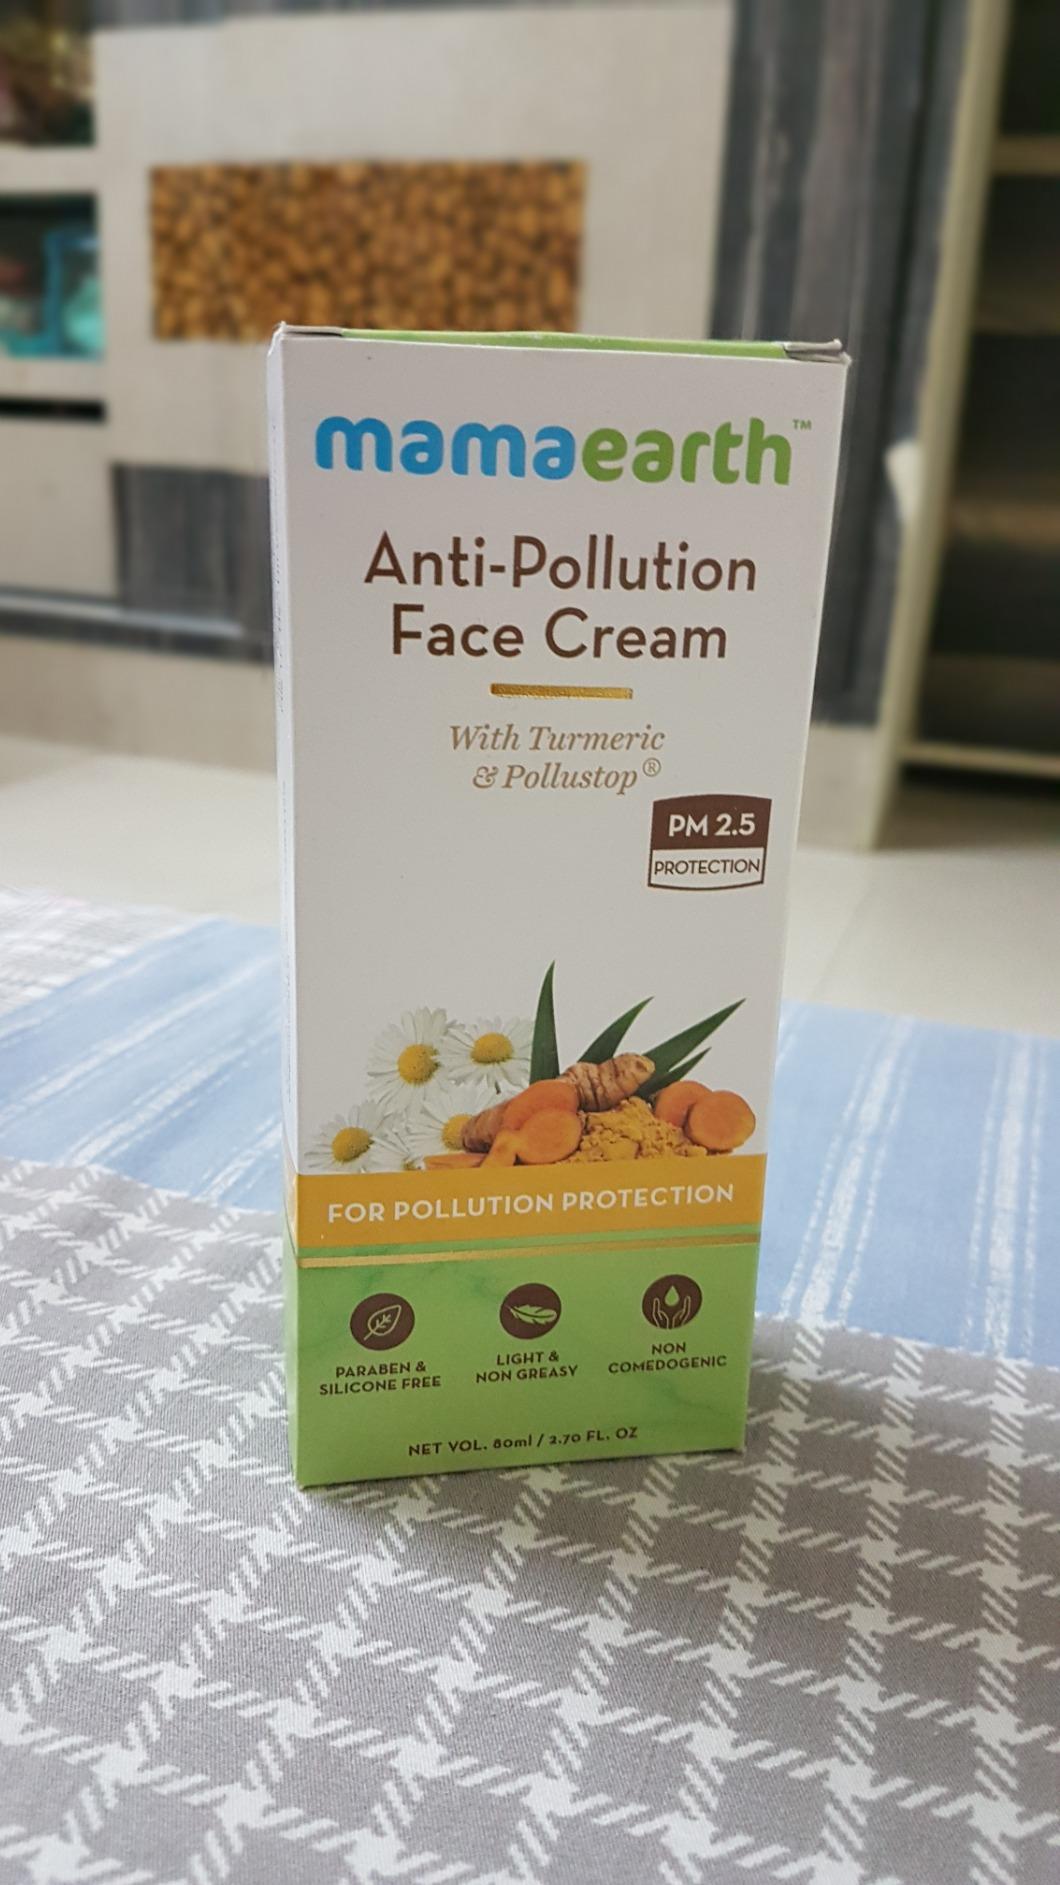 mamaearth™
Anti-Pollution
Face Cream
With Turmeric
& Pollustop®
PM 2.5
PROTECTION
FOR POLLUTION PROTECTION
PARABEN &
SILICONE FREE
LIGHT &
NON GREASY
NON
COMEDOGENIC
NET VOL. 80ml / 2.70 FL. OZ